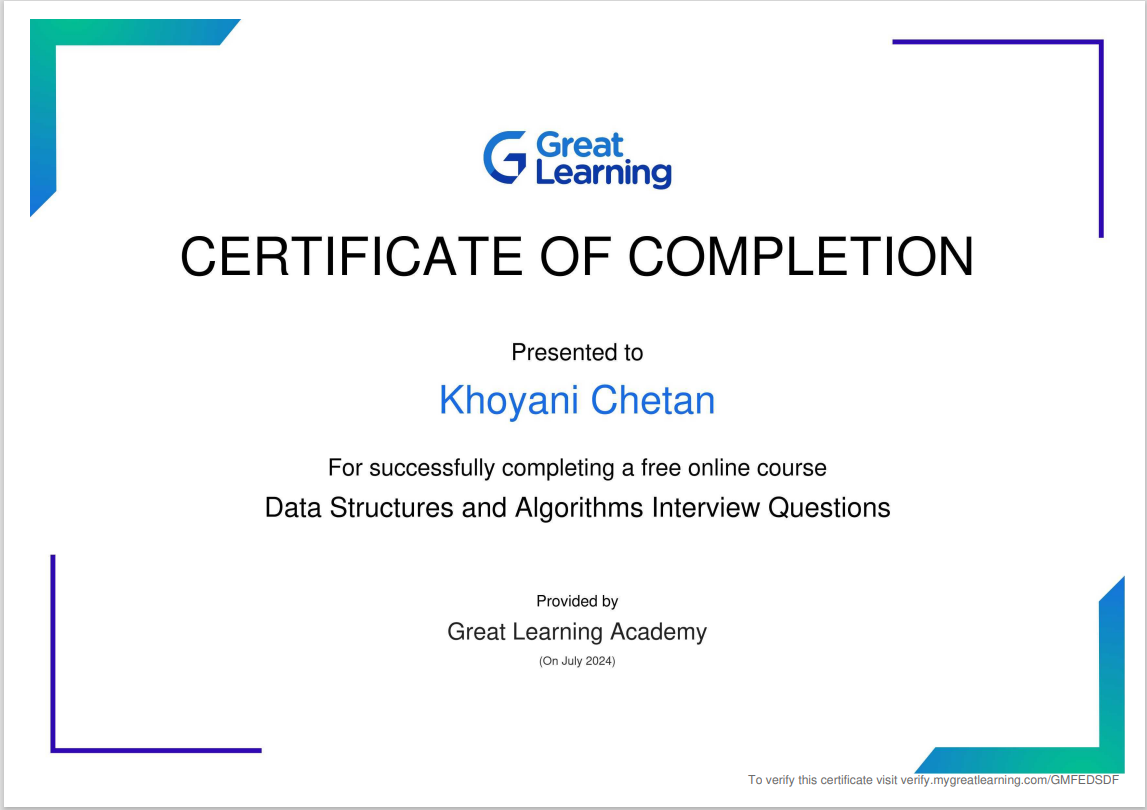 Great
Learning
CERTIFICATE OF COMPLETION
Presented to
Khoyani Chetan
For successfully completing a free online course
Data Structures and Algorithms Interview Questions
Provided by
Great Learning Academy
(On July 2024)
To verify this certificate visit verify.mygreatlearning.com/GMFEDSDF